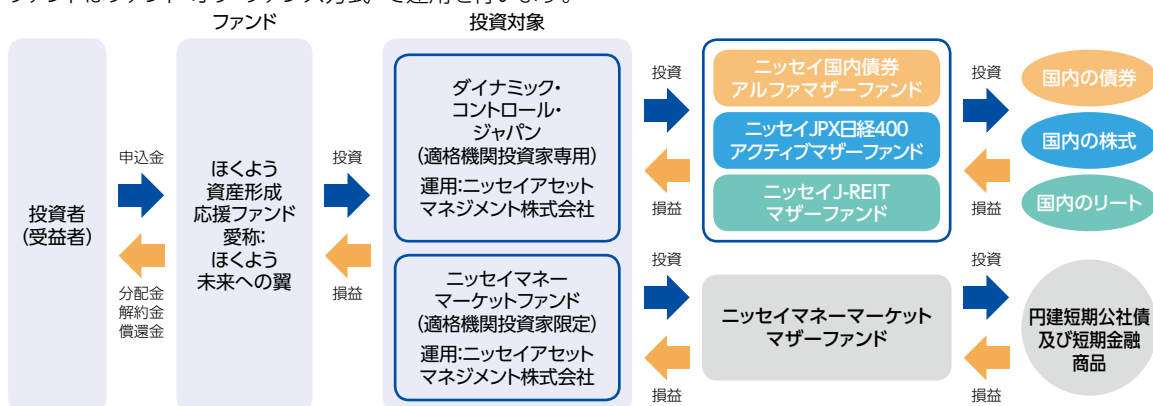 ファンド
投資対象
投資者
(受益者)
申込金
分配金
解約金
償還金
ほくよう
資産形成
応援ファンド
愛称:
ほくよう
未来への翼
投資
損益
ダイナミック・
コントロール・
ジャパン
(適格機関投資家専用)
運用:ニッセイアセット
マネジメント株式会社
投資
損益
ニッセイ国内債券
アルファマザーファンド
ニッセイJPX日経400
アクティブマザーファンド
ニッセイJ-REIT
マザーファンド
投資
損益
国内の債券
国内の株式
国内のリート
ニッセイマネー
マーケットファンド
(適格機関投資家限定)
運用:ニッセイアセット
マネジメント株式会社
投資
損益
ニッセイマネーマーケット
マザーファンド
投資
損益
円建短期公社債
及び短期金融
商品